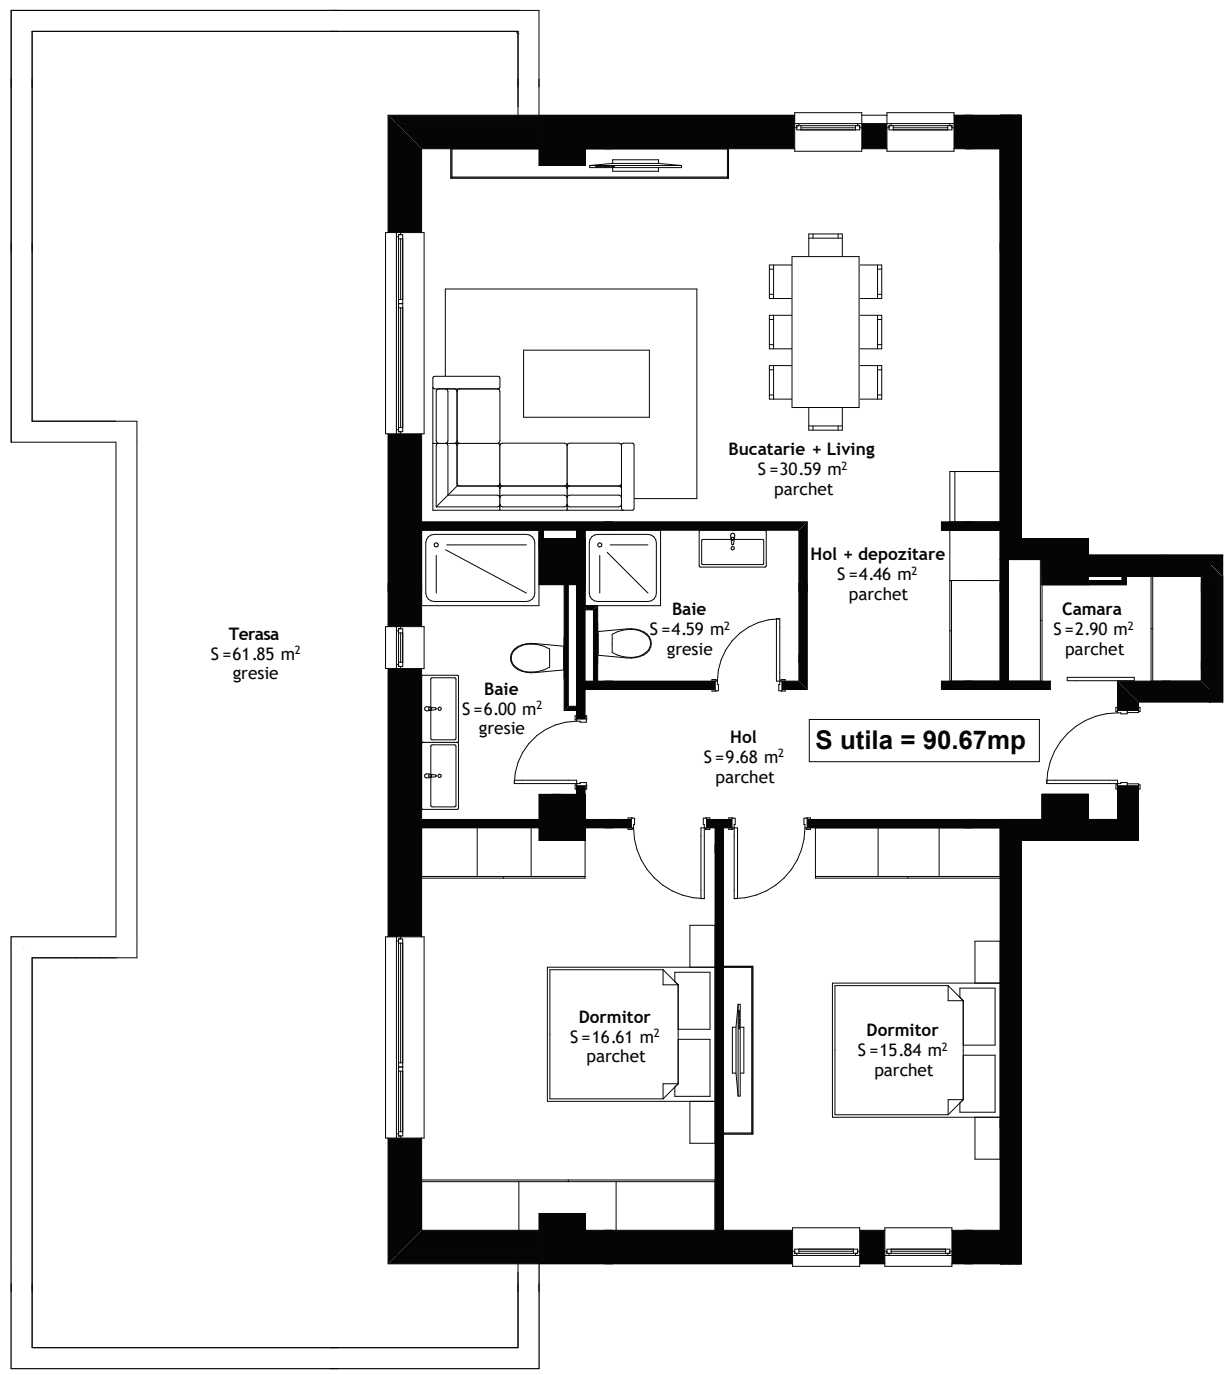 Bucatarie + Living
S=30.59 m²
parchet
Hol + depozitare
S=4.46 m²
parchet
Baie
S=4.59 m²
gresie
Camara
S=2.90 m²
parchet
Terasa
S=61.85 m²
gresie
Baie
S=6.00 m²
gresie
Hol
S=9.68 m²
parchet
S utila = 90.67mp
Dormitor
S=16.61 m²
parchet
Dormitor
S=15.84 m²
parchet